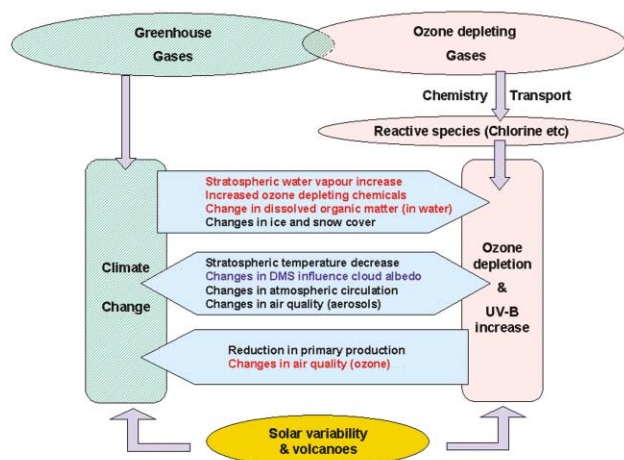 Greenhouse
Gases
Ozone depleting
Gases
Chemistry Transport
Reactive species (Chlorine etc)
Stratospheric water vapour increase
Increased ozone depleting chemicals
Change in dissolved organic matter (in water)
Changes in ice and snow cover
Climate
Change
Stratospheric temperature decrease
Changes in DMS influence cloud albedo
Changes in atmospheric circulation
Changes in air quality (aerosols)
Ozone
depletion
&
UV-B
increase
Reduction in primary production
Changes in air quality (ozone)
Solar variability
& volcanoes